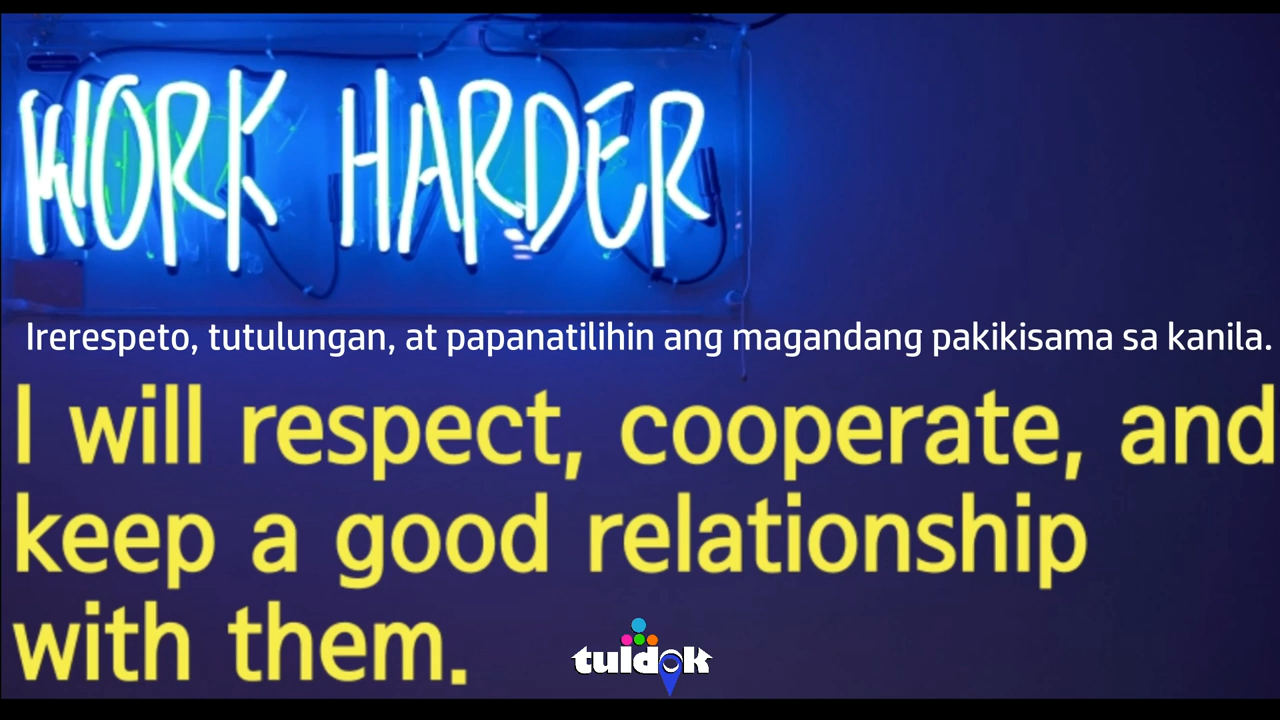 WORK HARDER
Irerespeto, tutulungan, at papanatilihin ang magandang pakikisama sa kanila.
I will respect, cooperate, and
keep a good relationship
with them.
tuldok